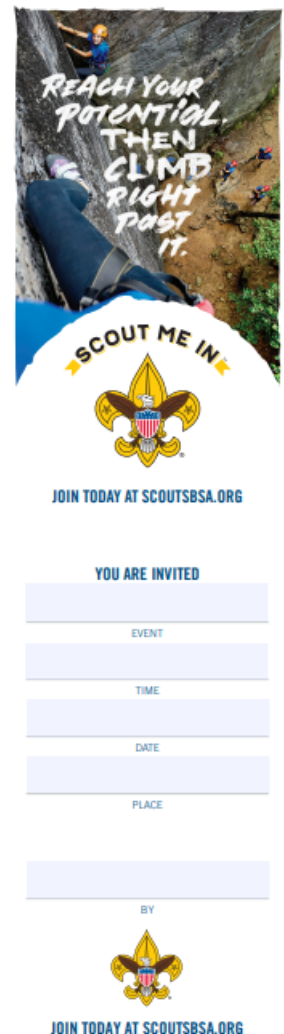 REACH YOUR
POTENTIAL.
THEN
CLIMB
RIGHT
PAST
IT.
SCOUT ME IN™
®
JOIN TODAY AT SCOUTSBSA.ORG
YOU ARE INVITED
EVENT
TIME
DATE
PLACE
BY
®
JOIN TODAY AT SCOUTSBSA.ORG